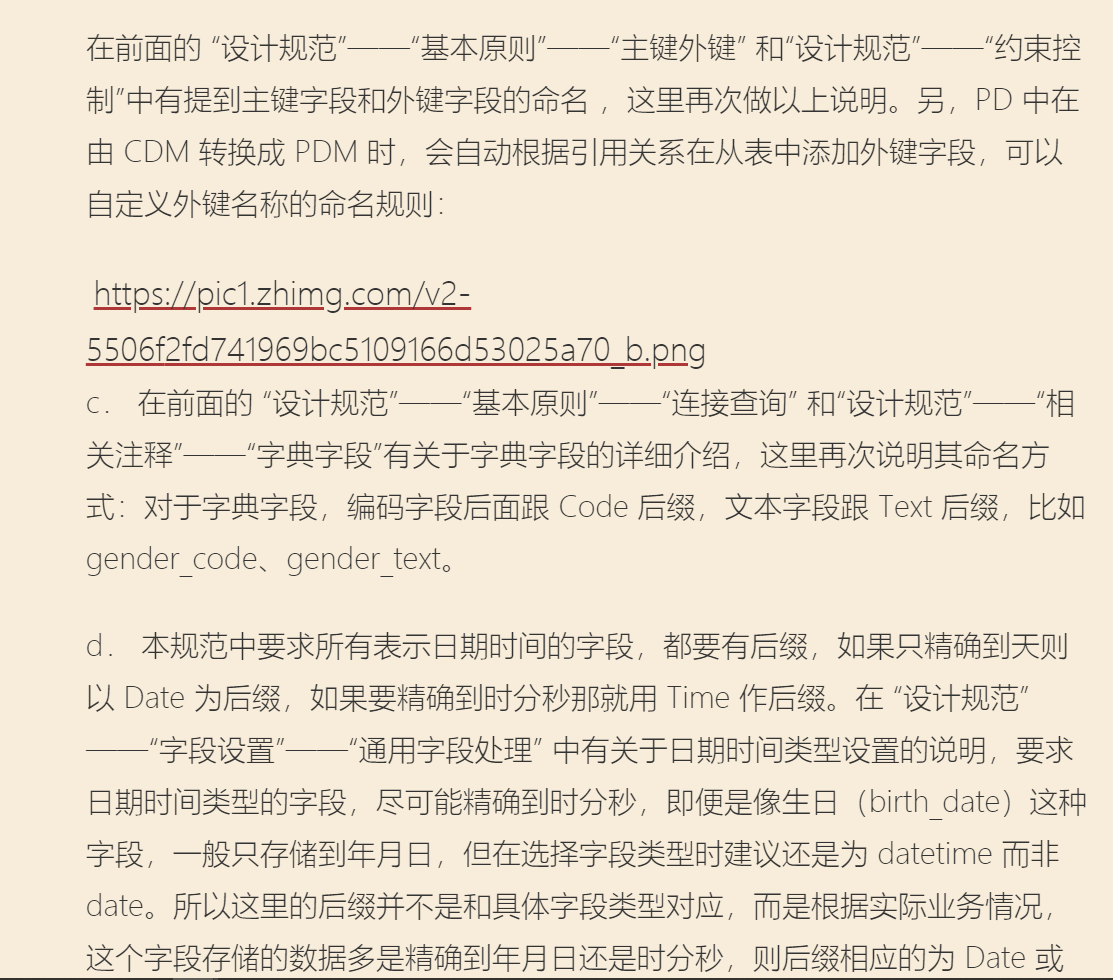 在前面的 “设计规范”——“基本原则”——“主键外键” 和“设计规范”——“约束控
制”中有提到主键字段和外键字段的命名 ，这里再次做以上说明。另，PD 中在
由 CDM 转换成 PDM 时，会自动根据引用关系在从表中添加外键字段，可以
自定义外键名称的命名规则：
https://pic1.zhimg.com/v2-
5506f2fd741969bc5109166d53025a70_b.png
c． 在前面的 “设计规范”——“基本原则”——“连接查询” 和“设计规范”——“相
关注释”——“字典字段”有关于字典字段的详细介绍，这里再次说明其命名方
式：对于字典字段，编码字段后面跟 Code 后缀，文本字段跟 Text 后缀，比如
gender_code、gender_text。
d． 本规范中要求所有表示日期时间的字段，都要有后缀，如果只精确到天则
以 Date 为后缀，如果要精确到时分秒那就用 Time 作后缀。在 “设计规范”
——“字段设置”——“通用字段处理” 中有关于日期时间类型设置的说明，要求
日期时间类型的字段，尽可能精确到时分秒，即便是像生日（birth_date）这种
字段，一般只存储到年月日，但在选择字段类型时建议还是为 datetime 而非
date。所以这里的后缀并不是和具体字段类型对应，而是根据实际业务情况，
这个字段存储的数据多是精确到年月日还是时分秒，则后缀相应的为 Date 或